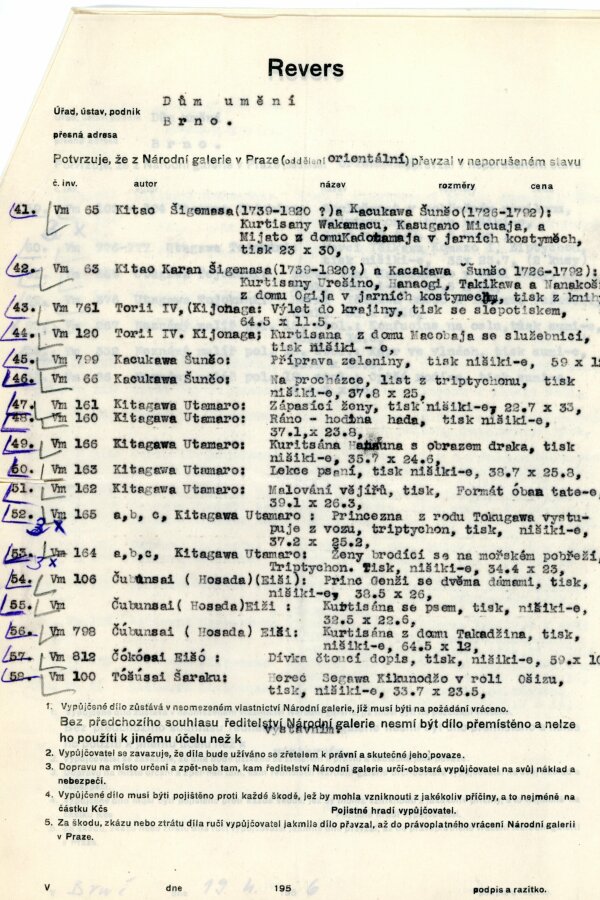 Revers
Dům umění
Úřad, ústav, podnik
Brno.
přesná adresa
Potvrzuje, že z Národní galerie v Praze (oddělení orientální) převzal v neporušeném stavu
č. inv. autor název rozměry cena
41. Vm 65 Kitao Šigemasa(1739-1820 ?)a Kacukawa Šunšo(1726-1792):
Kurtisany Wakamacu, Kasugano Micuaja, a
Mijato z domuKadotamaja v jarních kostyměch,
tisk 23 x 30,
42. Vm 63 Kitao Karan Šigemasa(1739-1820?) a Kacakawa Šunšo 1726-1792):
Kurtisany Urešino, Hanaogi, Takikawa a Nanakoši
z domu Ogija v jarních kostymech, tisk z knih
43. Vm 761 Torii IV,(Kijonaga: Výlet do krajiny, tisk se slepotiskem,
64.5 x 11.5,
44. Vm 120 Torii IV. Kijonaga; Kurtisana z domu Macobaja se služebnicí,
tisk nišiki - e,
45. Vm 799 Kacukawa Šunšo: Příprava zeleniny, tisk nišiki-e, 59 x 12
46. Vm 66 Kacukawa Šunšo: Na procházce, list z triptychonu, tisk
nišiki-e, 37.8 x 25,
47. Vm 161 Kitagawa Utamaro: Zápasící ženy, tisk nišiki-e, 22.7 x 33,
48. Vm 160 Kitagawa Utamaro: Ráno - hodina hada, tisk nišiki-e,
37.1,x 23.8,
49. Vm 166 Kitagawa Utamaro: Kuritsána s obrazem draka, tisk
nišiki-e, 35.7 x 24.6,
50. Vm 163 Kitagawa Utamaro: Lekce psaní, tisk nišiki-e, 38.7 x 25.8,
51. Vm 162 Kitagawa Utamaro: Malování vějířů, tisk, Formát óban tate-e,
39.1 x 26.3,
52. Vm 165 a,b, c, Kitagawa Utamaro : Princezna z rodu Tokugawa vystu-
3 x puje z vozu, triptychon, tisk, nišiki-e,
37.2 x 25.2,
53. Vm 164 a,b,c, Kitagawa Utamaro: Ženy brodící se na mořském pobřeží,
3 x Triptychon. Tisk, nišiki-e, 34.4 x 23,
54. Vm 106 Čubunsai ( Hosada)(Eiši): Princ Genži se dvěma dámami, tisk,
nišiki-e, 38.5 x 26,
55. Vm Čubunsai ( Hosada)Eiži : Kurtisána se psem, tisk, nišiki-e,
32.5 x 22.6,
56. Vm 798 Čúbunsai ( Hosada) Eiši: Kurtisána z domu Takadžina, tisk,
nišiki-e, 64.5 x 12,
57. Vm 812 Čókósai Eišó : Dívka čtoucí dopis, tisk, nišiki-e, 59.x 10
58. Vm 100 Tóšúsai Šaraku: Herec Segawa Kikunodžo v roli Ošizu,
tisk, nišiki-e, 33.7 x 23.5,
1. Vypůjčené dílo zůstává v neomezeném vlastnictví Národní galerie, jíž musí být na požádání vráceno.
Bez předchozího souhlasu ředitelství Národní galerie nesmí být dílo přemístěno a nelze
ho použíti k jinému účelu než k výstavním.
2. Vypůjčovatel se zavazuje, že díla bude užíváno se zřetelem k právní a skutečné jeho povaze.
3. Dopravu na místo určení a zpět-neb tam, kam ředitelství Národní galerie určí-obstará vypůjčovatel na svůj náklad a
nebezpečí.
4. Vypůjčené dílo musí býti pojištěno proti každé škodě, jež by mohla vzniknouti z jakékoliv příčiny, a to nejméně na
částku Kčs Pojistné hradí vypůjčovatel.
5. Za škodu, zkázu nebo ztrátu díla ručí vypůjčovatel jakmile dílo převzal, až do právoplatného vrácení Národní galerii
v Praze.
V Brně dne 19.4. 195 6 podpis a razítko.